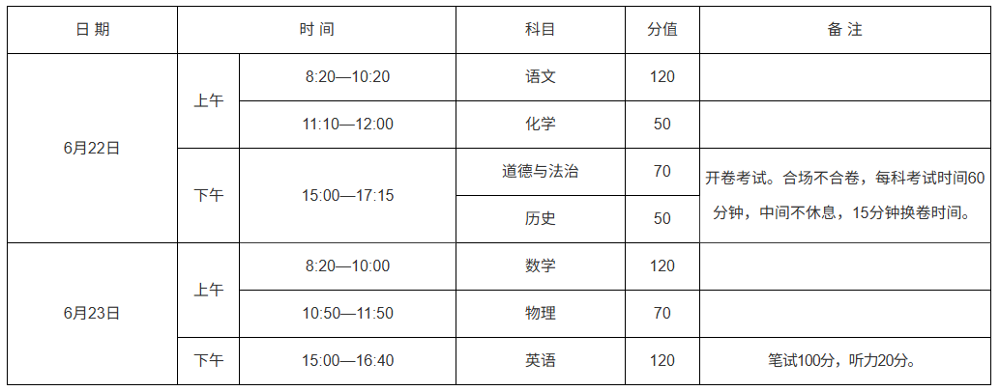 日 期 时 间 科目 分值 备 注
6月22日 上午 8:20—10:20 语文 120
11:10—12:00 化学 50
下午 15:00—17:15 道德与法治 70 开卷考试。合场不合卷，每科考试时间60
分钟，中间不休息，15分钟换卷时间。
历史 50
6月23日 上午 8:20—10:00 数学 120
10:50—11:50 物理 70
下午 15:00—16:40 英语 120 笔试100分，听力20分。